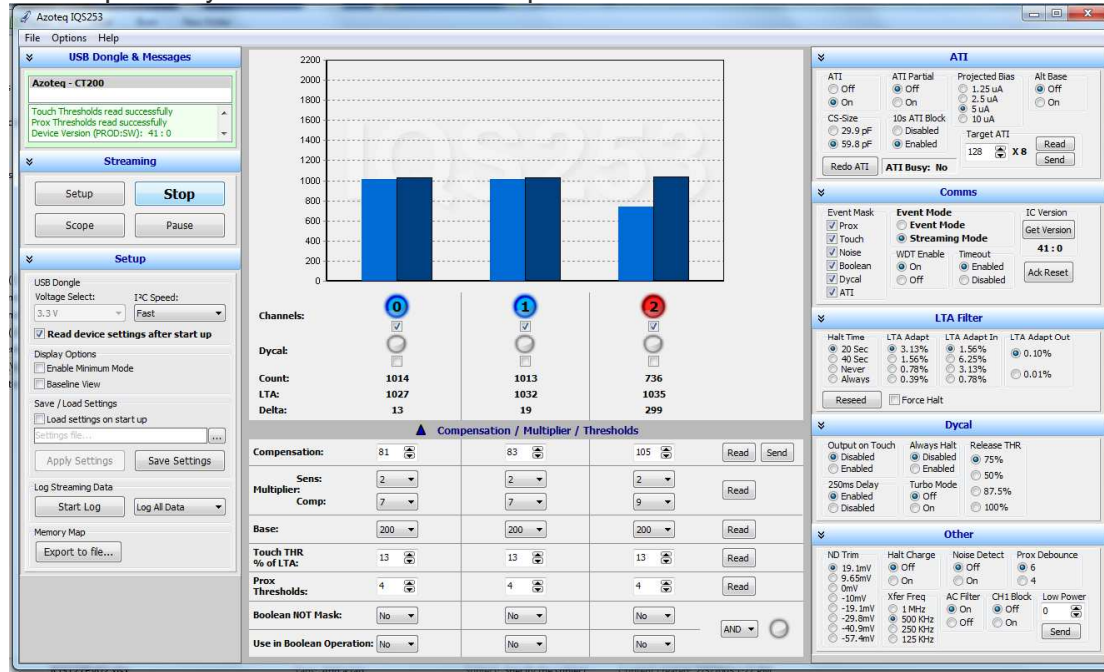 Azoteq IQS253
File Options Help
USB Dongle & Messages
Azoteq - CT200
Touch Thresholds read successfully
Prox Thresholds read successfully
Device Version (PROD:SW): 41 : 0
Streaming
Setup Stop
Scope Pause
Setup
USB Dongle
Voltage Select: I²C Speed:
3.3 V Fast
Read device settings after start up
Display Options
Enable Minimum Mode
Baseline View
Save / Load Settings
Load settings on start up
Settings file... ...
Apply Settings Save Settings
Log Streaming Data
Start Log Log All Data
Memory Map
Export to file...
2200
2000
1800
1600
1400
1200
1000
800
600
400
200
0
IQS253
Channels: 0 1 2
Dycal:
Count: 1014 1013 736
LTA: 1027 1032 1035
Delta: 13 19 299
Compensation / Multiplier / Thresholds
Compensation: 81 83 105 Read Send
Sens: 2 2 2
Multiplier: Read
Comp: 7 7 9
Base: 200 200 200 Read
Touch THR
% of LTA: 13 13 13 Read
Prox
Thresholds: 4 4 4 Read
Boolean NOT Mask: No No No
AND
Use in Boolean Operation: No No No
ATI
ATI ATI Partial Projected Bias Alt Base
Off Off 1.25 uA Off
On On 2.5 uA On
5 uA
CS-Size 10s ATI Block 10 uA
29.9 pF Disabled Target ATI
59.8 pF Enabled 128 X 8 Read
Send
Redo ATI ATI Busy: No
Comms
Event Mask Event Mode IC Version
Prox Event Mode Get Version
Touch Streaming Mode
Noise WDT Enable Timeout 41 : 0
Boolean On Enabled Ack Reset
Dycal Off Disabled
ATI
LTA Filter
Halt Time LTA Adapt LTA Adapt In LTA Adapt Out
20 Sec 3.13% 1.56% 0.10%
40 Sec 1.56% 6.25%
Never 0.78% 3.13% 0.01%
Always 0.39% 0.78%
Reseed Force Halt
Dycal
Output on Touch Always Halt Release THR
Disabled Disabled 75%
Enabled Enabled 50%
250ms Delay Turbo Mode 87.5%
Enabled Off 100%
Disabled On
Other
ND Trim Halt Charge Noise Detect Prox Debounce
19.1mV Off Off 6
9.65mV On On 4
0mV
-10mV Xfer Freq AC Filter CH1 Block Low Power
-19.1mV 1 MHz On Off 0
-29.8mV 500 KHz Off On
-40.9mV 250 KHz Send
-57.4mV 125 KHz